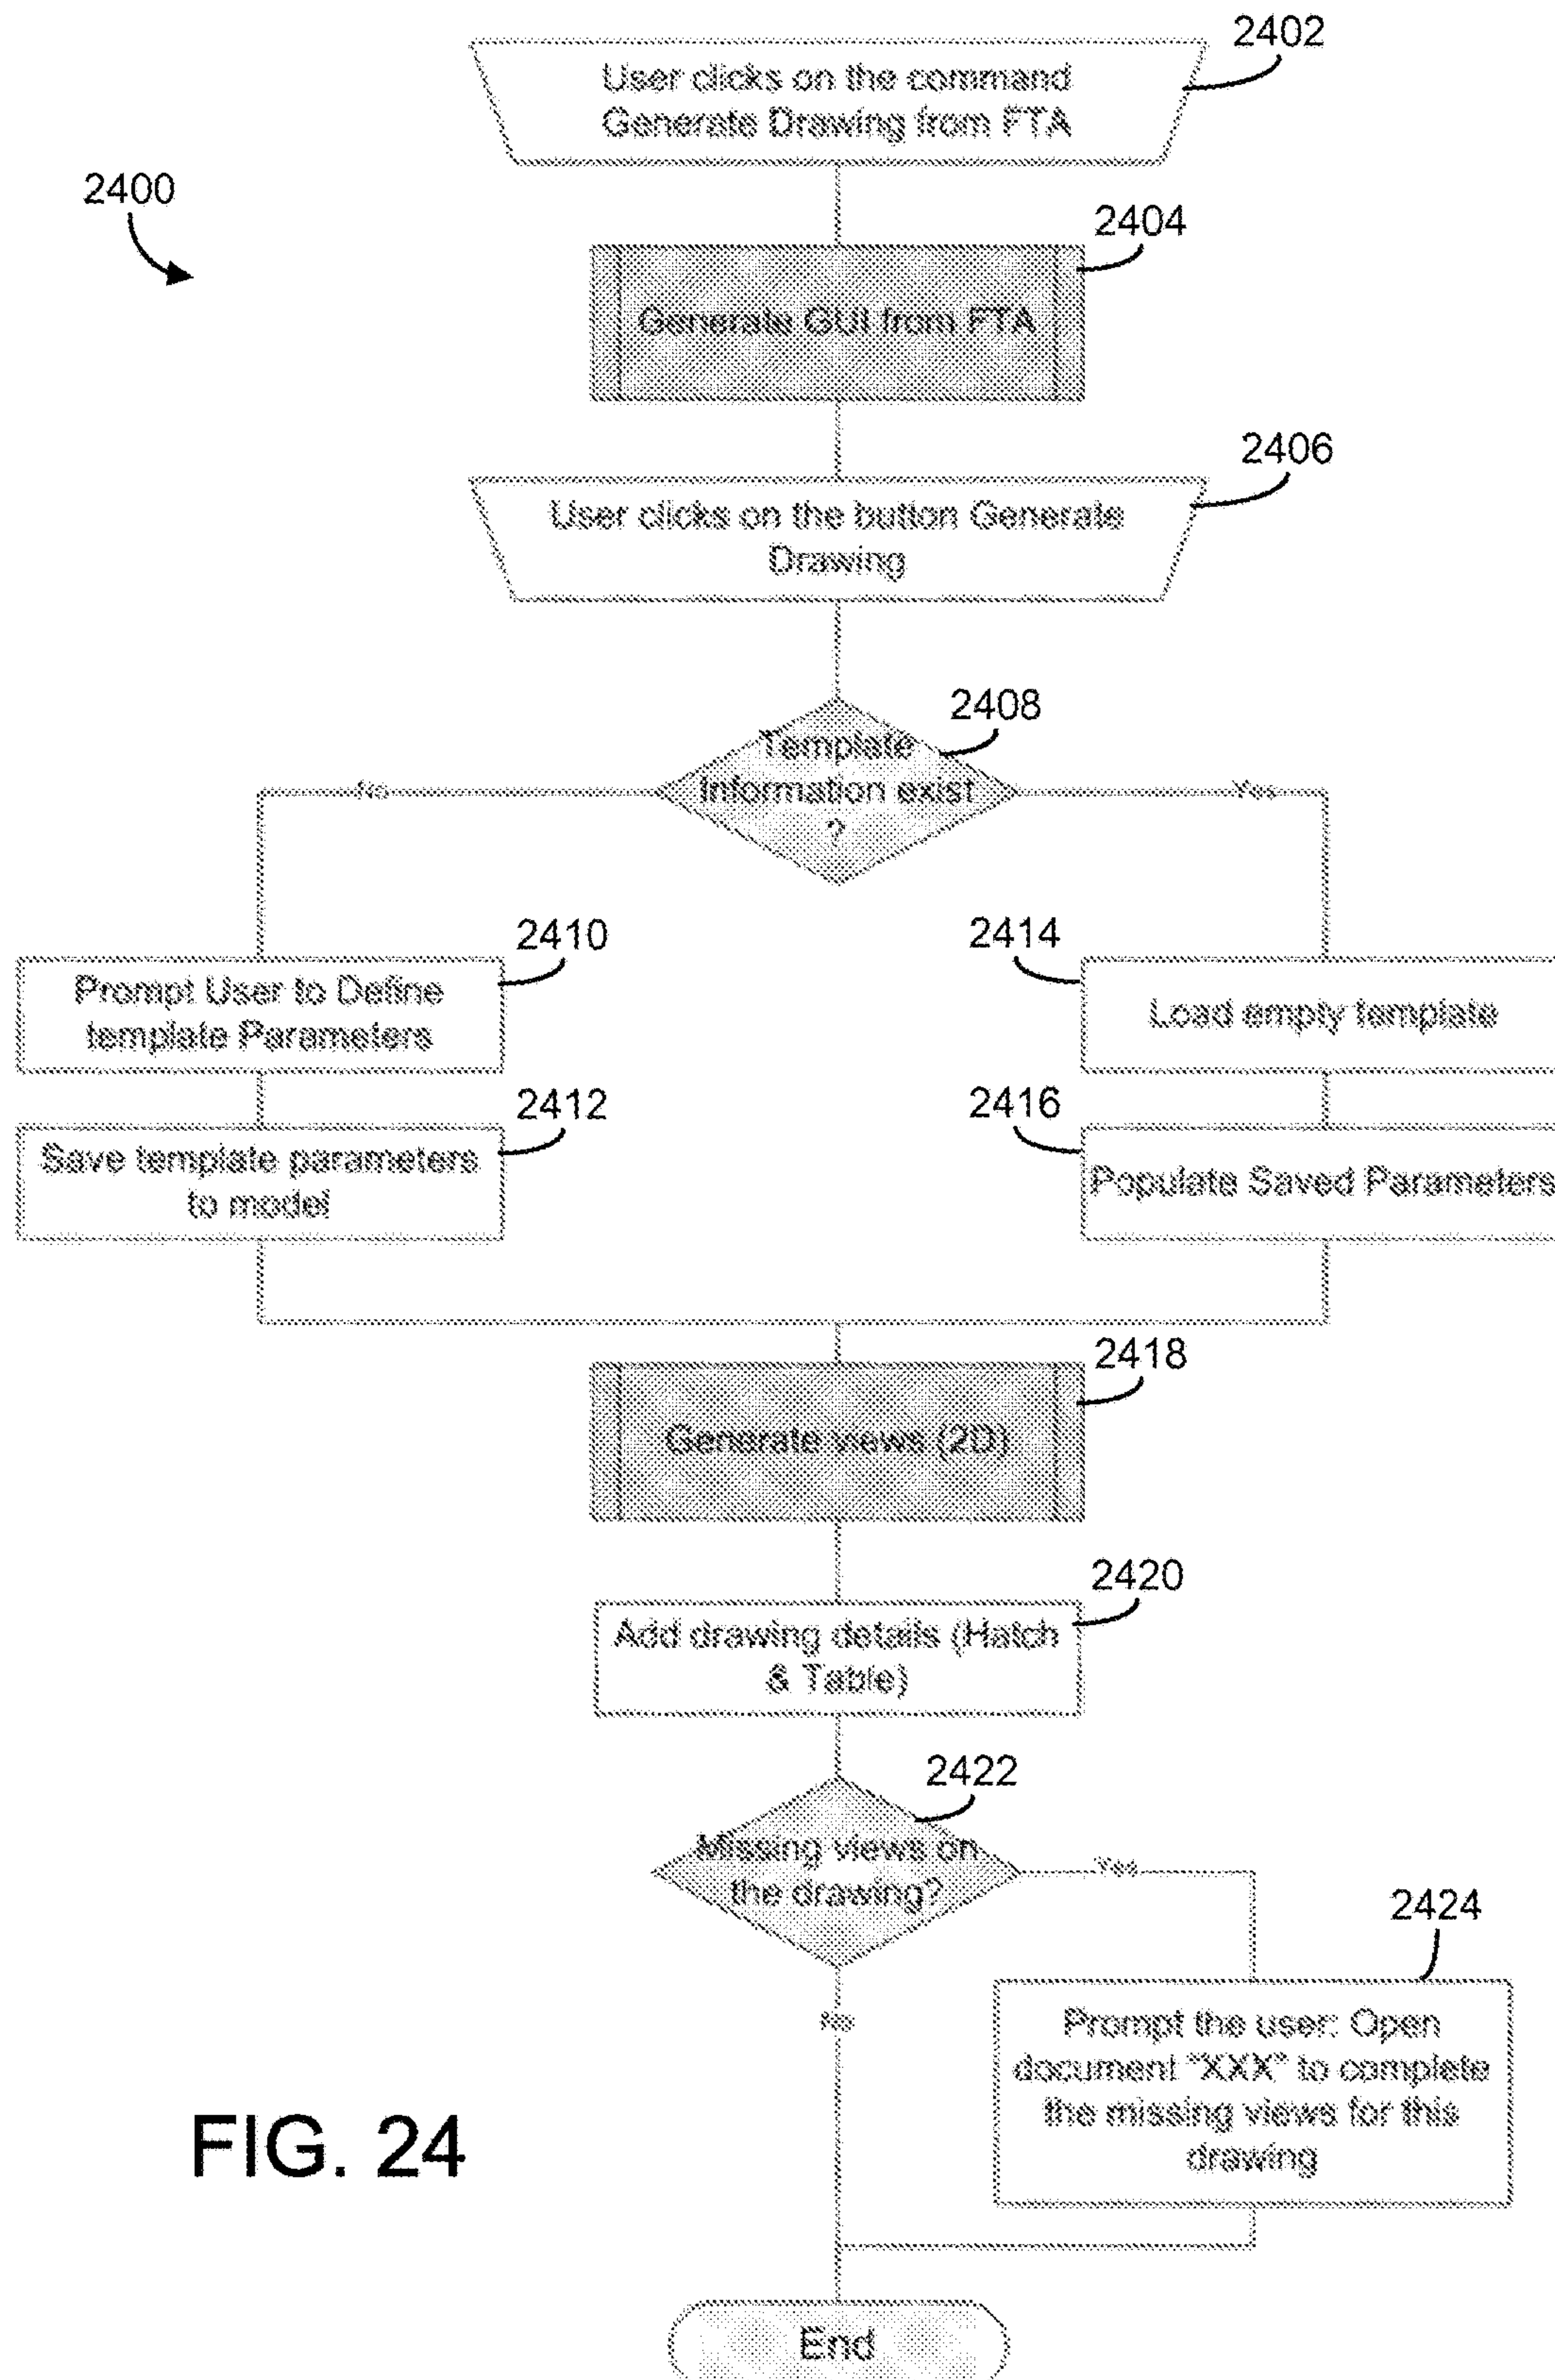 2402
User clicks on the command
Generate Drawing from FTA
2400
2404
Generate GUI from FTA
2406
User clicks on the button Generate
Drawing
2408
Template
Information exist
?
No
Yes
2410
Prompt User to Define
template Parameters
2414
Load empty template
2412
Save template parameters
to model
2416
Populate Saved Parameters
2418
Generate views (2D)
2420
Add drawing details (Hatch
& Table)
2422
Missing views on
the drawing?
Yes
No
2424
Prompt the user: Open
document "XXX" to complete
the missing views for this
drawing
FIG. 24
End